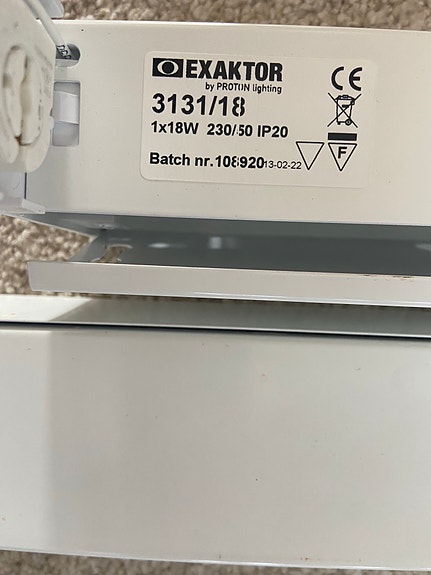 EXAKTOR
by PROTON lighting
3131/18
1x18W 230/50 IP20
Batch nr. 108920 13-02-22
CE
F